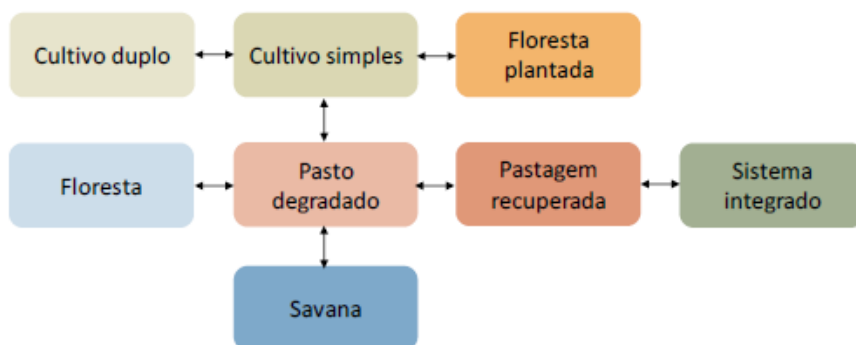 Cultivo duplo
Cultivo simples
Floresta
plantada
Floresta
Pasto
degradado
Pastagem
recuperada
Sistema
integrado
Savana